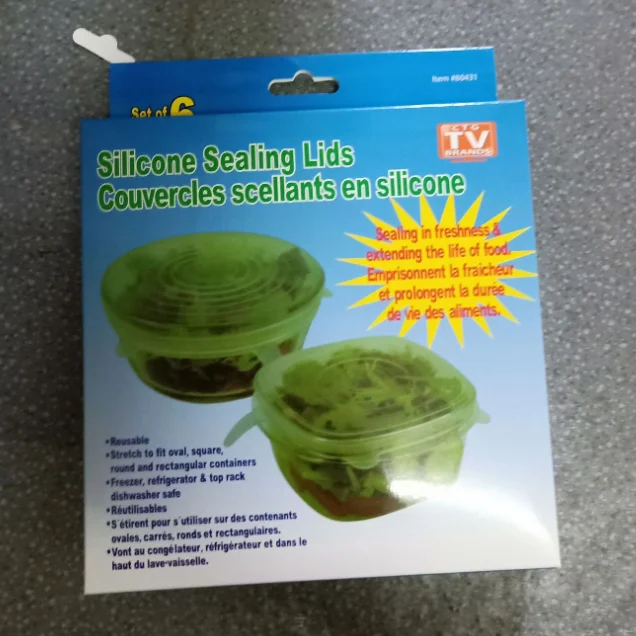 Item #80431
Set of 6
CTG
TV
BRANDS
Silicone Sealing Lids
Couvercles scellants en silicone
Sealing in freshness &
extending the life of food.
Emprisonnent la fraicheur
et prolongent la durée
de vie des aliments.
•Reusable
•Stretch to fit oval, square,
round and rectangular containers
•Freezer, refrigerator & top rack
dishwasher safe
•Réutilisables
•S'étirent pour s'utiliser sur des contenants
ovales, carrés, ronds et rectangulaires.
•Vont au congélateur, réfrigérateur et dans le
haut du lave-vaisselle.